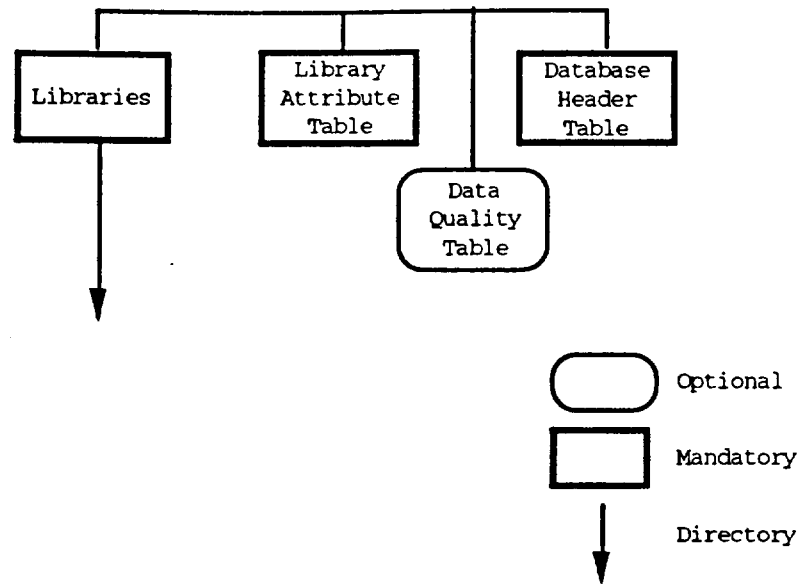 Libraries
Library
Attribute
Table
Database
Header
Table
Data
Quality
Table
Optional
Mandatory
Directory